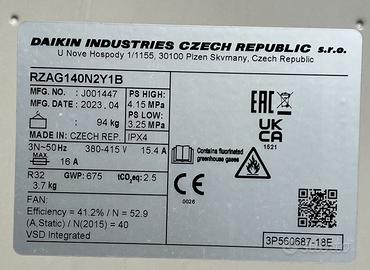 DAIKIN INDUSTRIES CZECH REPUBLIC s.r.o.
U Nove Hospody 1/1155, 30100 Plzen Skvrnany, Czech Republic
RZAG140N2Y1B
MFG. NO. : J001447
MFG. DATE : 2023.04
: 94 kg
MADE IN: CZECH REP.
PS HIGH:
4.15 MPa
PS LOW:
3.25 MPa
IPX4
3N~50Hz 380-415 V 15.4 A
MAX 16 A
R32 GWP: 675 tCO2eq: 2.5
3.7 kg
FAN:
Efficiency = 41.2% / N = 52.9
(A, Static) / N(2015) = 40
VSD Integrated
EAC
UK
CA
1521
Contains fluorinated
greenhouse gases
CE
0026
3P560687-18E
subito